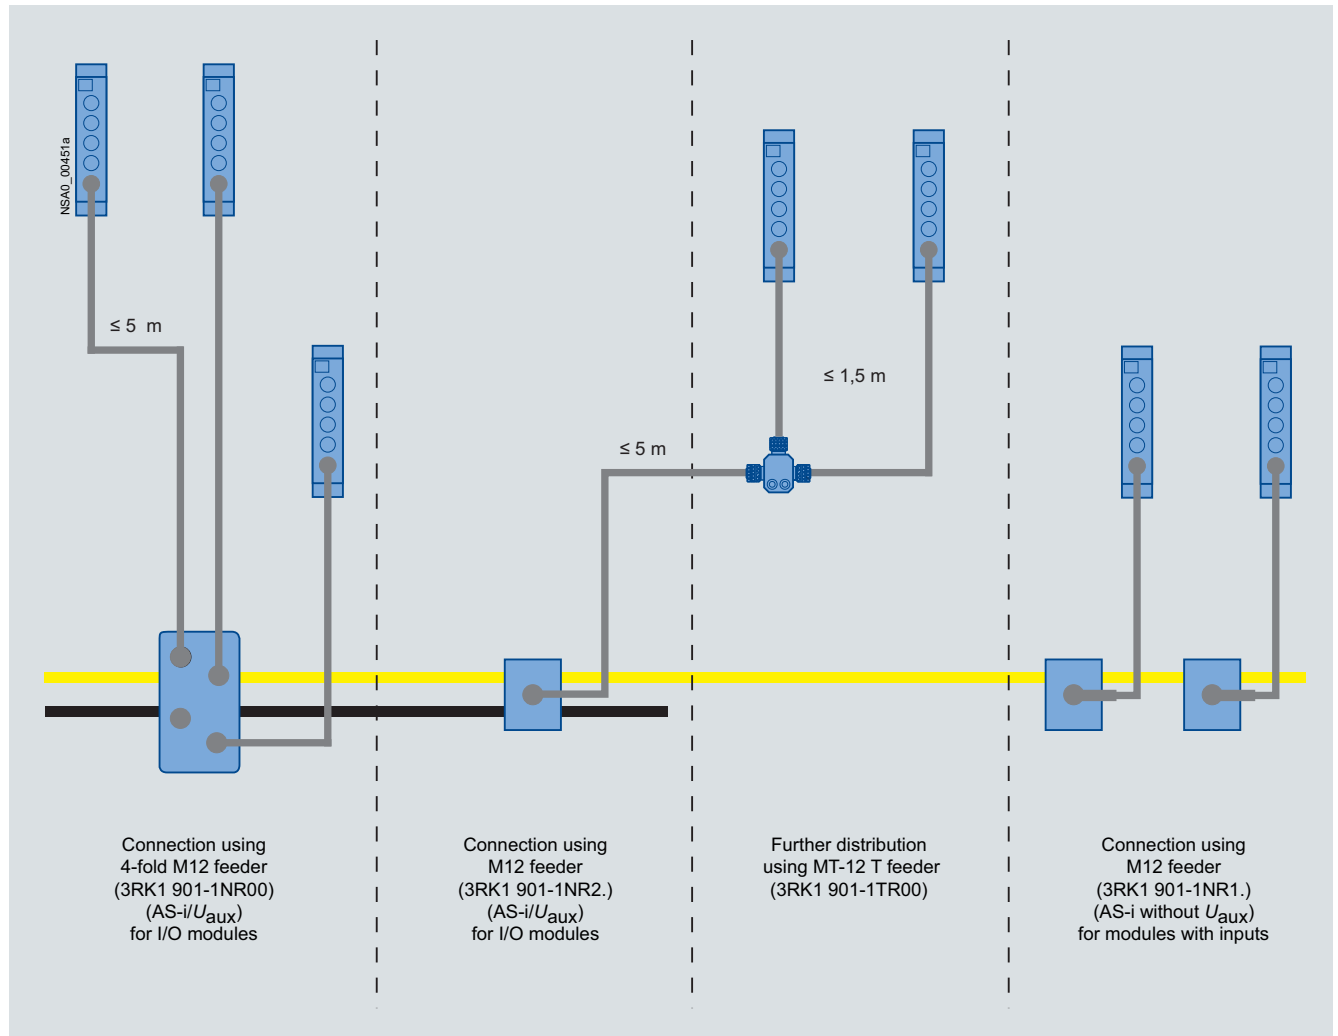 NSA0_00451a
≤ 5 m
≤ 5 m
≤ 1,5 m
Connection using
4-fold M12 feeder
(3RK1 901-1NR00)
(AS-i/Uaux)
for I/O modules
Connection using
M12 feeder
(3RK1 901-1NR2.)
(AS-i/Uaux)
for I/O modules
Further distribution
using MT-12 T feeder
(3RK1 901-1TR00)
Connection using
M12 feeder
(3RK1 901-1NR1.)
(AS-i without Uaux)
for modules with inputs